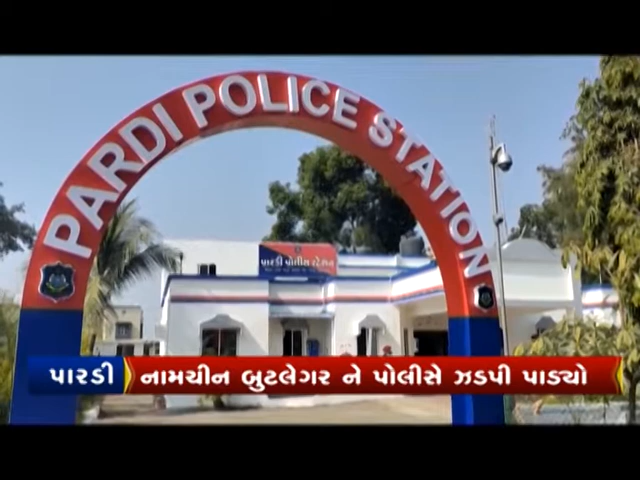 PARDI POLICE STATION
પારડી પોલીસ સ્ટેશન
પારડી
નામચીન બુટલેગર ને પોલીસે ઝડપી પાડ્યો